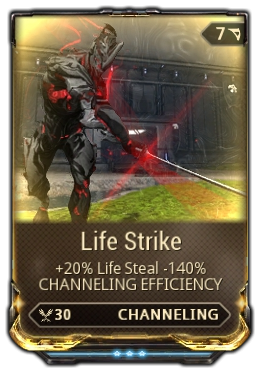 7
Life Strike
+20% Life Steal -140%
CHANNELING EFFICIENCY
30 CHANNELING